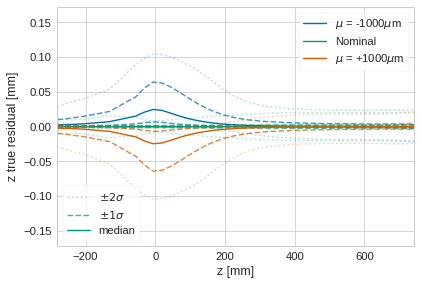 0.15
0.10
0.05
0.00
−0.05
−0.10
−0.15
z true residual [mm]
μ = -1000μm
Nominal
μ = +1000μm
±2σ
±1σ
median
−200
0
200
400
600
z [mm]